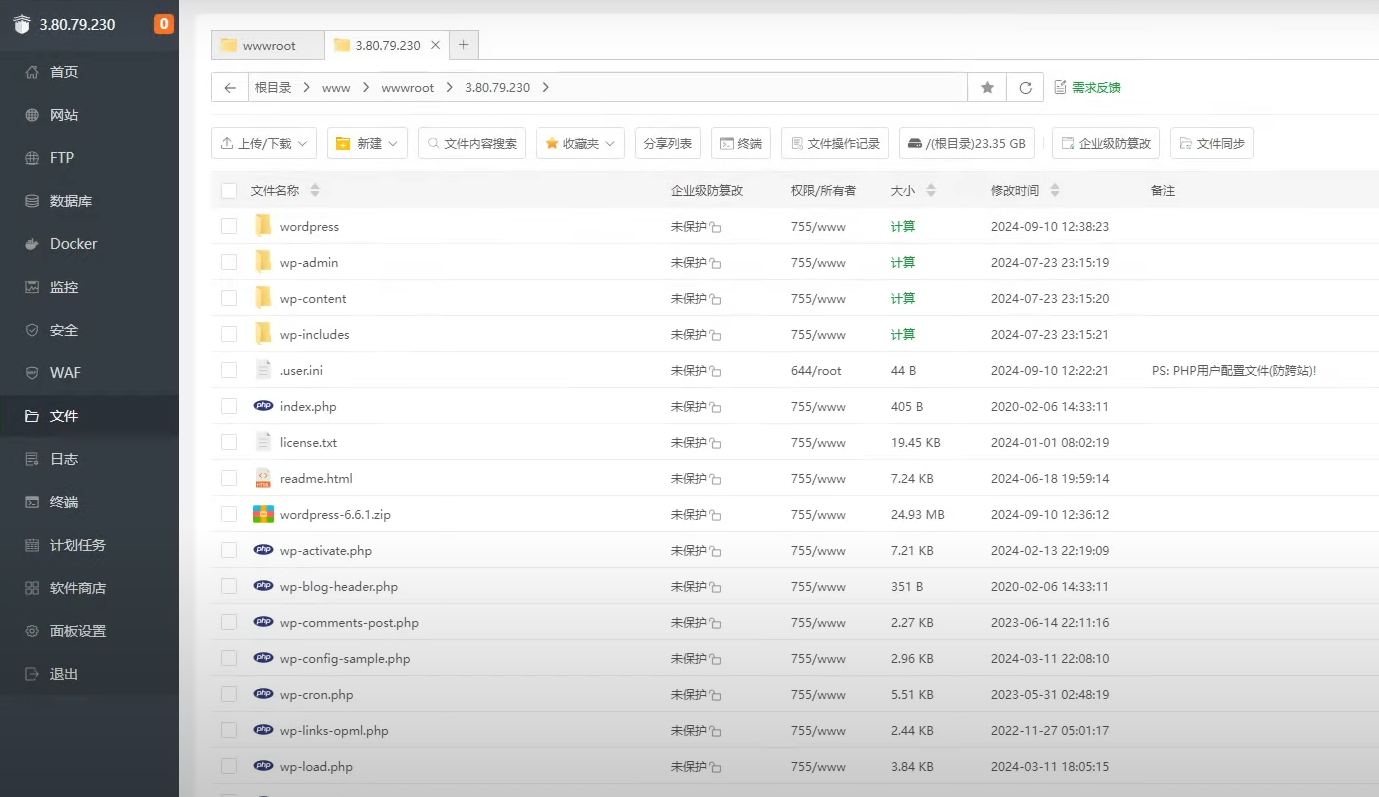 3.80.79.230 0
首页
网站
FTP
数据库
Docker
监控
安全
WAF
文件
日志
终端
计划任务
软件商店
面板设置
退出
wwwroot 3.80.79.230
根目录 www wwwroot 3.80.79.230 需求反馈
上传/下载 新建 文件内容搜索 收藏夹 分享列表 终端 文件操作记录 /(根目录)23.35 GB 企业级防篡改 文件同步
文件名称 企业级防篡改 权限/所有者 大小 修改时间 备注
wordpress 未保护 755/www 计算 2024-09-10 12:38:23
wp-admin 未保护 755/www 计算 2024-07-23 23:15:19
wp-content 未保护 755/www 计算 2024-07-23 23:15:20
wp-includes 未保护 755/www 计算 2024-07-23 23:15:21
.user.ini 未保护 644/root 44 B 2024-09-10 12:22:21 PS: PHP用户配置文件(防跨站)!
php index.php 未保护 755/www 405 B 2020-02-06 14:33:11
license.txt 未保护 755/www 19.45 KB 2024-01-01 08:02:19
readme.html 未保护 755/www 7.24 KB 2024-06-18 19:59:14
wordpress-6.6.1.zip 未保护 755/www 24.93 MB 2024-09-10 12:36:12
php wp-activate.php 未保护 755/www 7.21 KB 2024-02-13 22:19:09
php wp-blog-header.php 未保护 755/www 351 B 2020-02-06 14:33:11
php wp-comments-post.php 未保护 755/www 2.27 KB 2023-06-14 22:11:16
php wp-config-sample.php 未保护 755/www 2.96 KB 2024-03-11 22:08:10
php wp-cron.php 未保护 755/www 5.51 KB 2023-05-31 02:48:19
php wp-links-opml.php 未保护 755/www 2.44 KB 2022-11-27 05:01:17
php wp-load.php 未保护 755/www 3.84 KB 2024-03-11 18:05:15